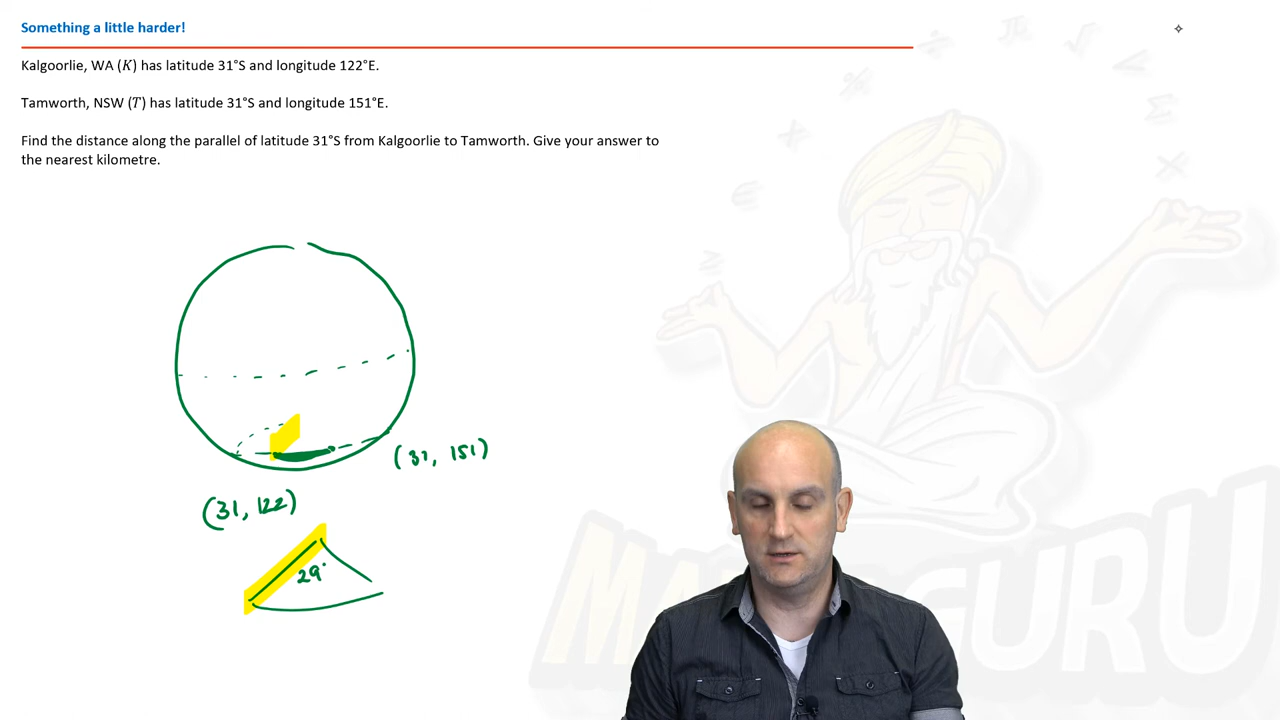 Something a little harder!
Kalgoorlie, WA (K) has latitude 31°S and longitude 122°E.
Tamworth, NSW (T) has latitude 31°S and longitude 151°E.
Find the distance along the parallel of latitude 31°S from Kalgoorlie to Tamworth. Give your answer to
the nearest kilometre.
(31, 151)
(31, 122)
29°